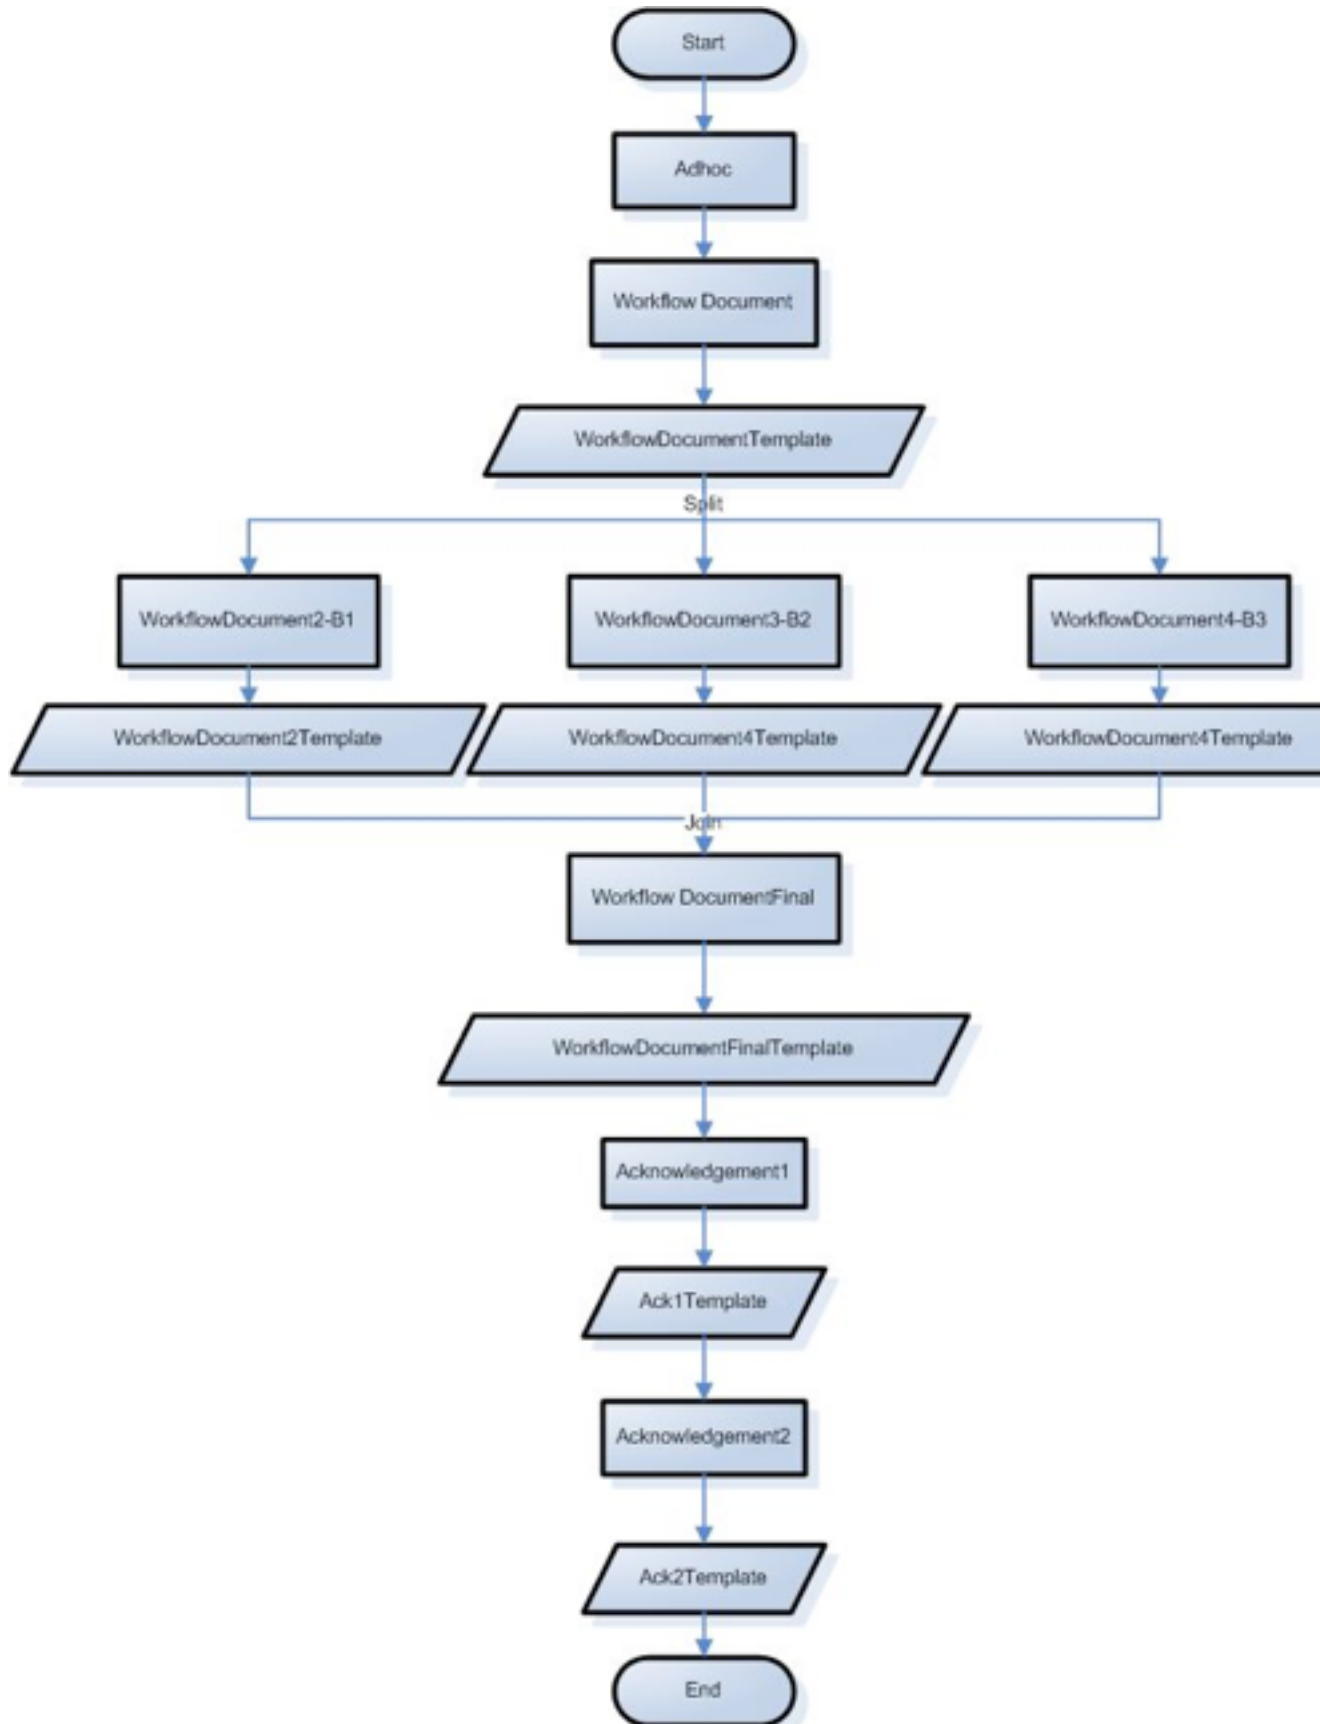 Start
Adhoc
Workflow Document
WorkflowDocumentTemplate
Split
WorkflowDocument2-B1
WorkflowDocument3-B2
WorkflowDocument4-B3
WorkflowDocument2Template
WorkflowDocument4Template
WorkflowDocument4Template
Join
Workflow DocumentFinal
WorkflowDocumentFinalTemplate
Acknowledgement1
Ack1Template
Acknowledgement2
Ack2Template
End